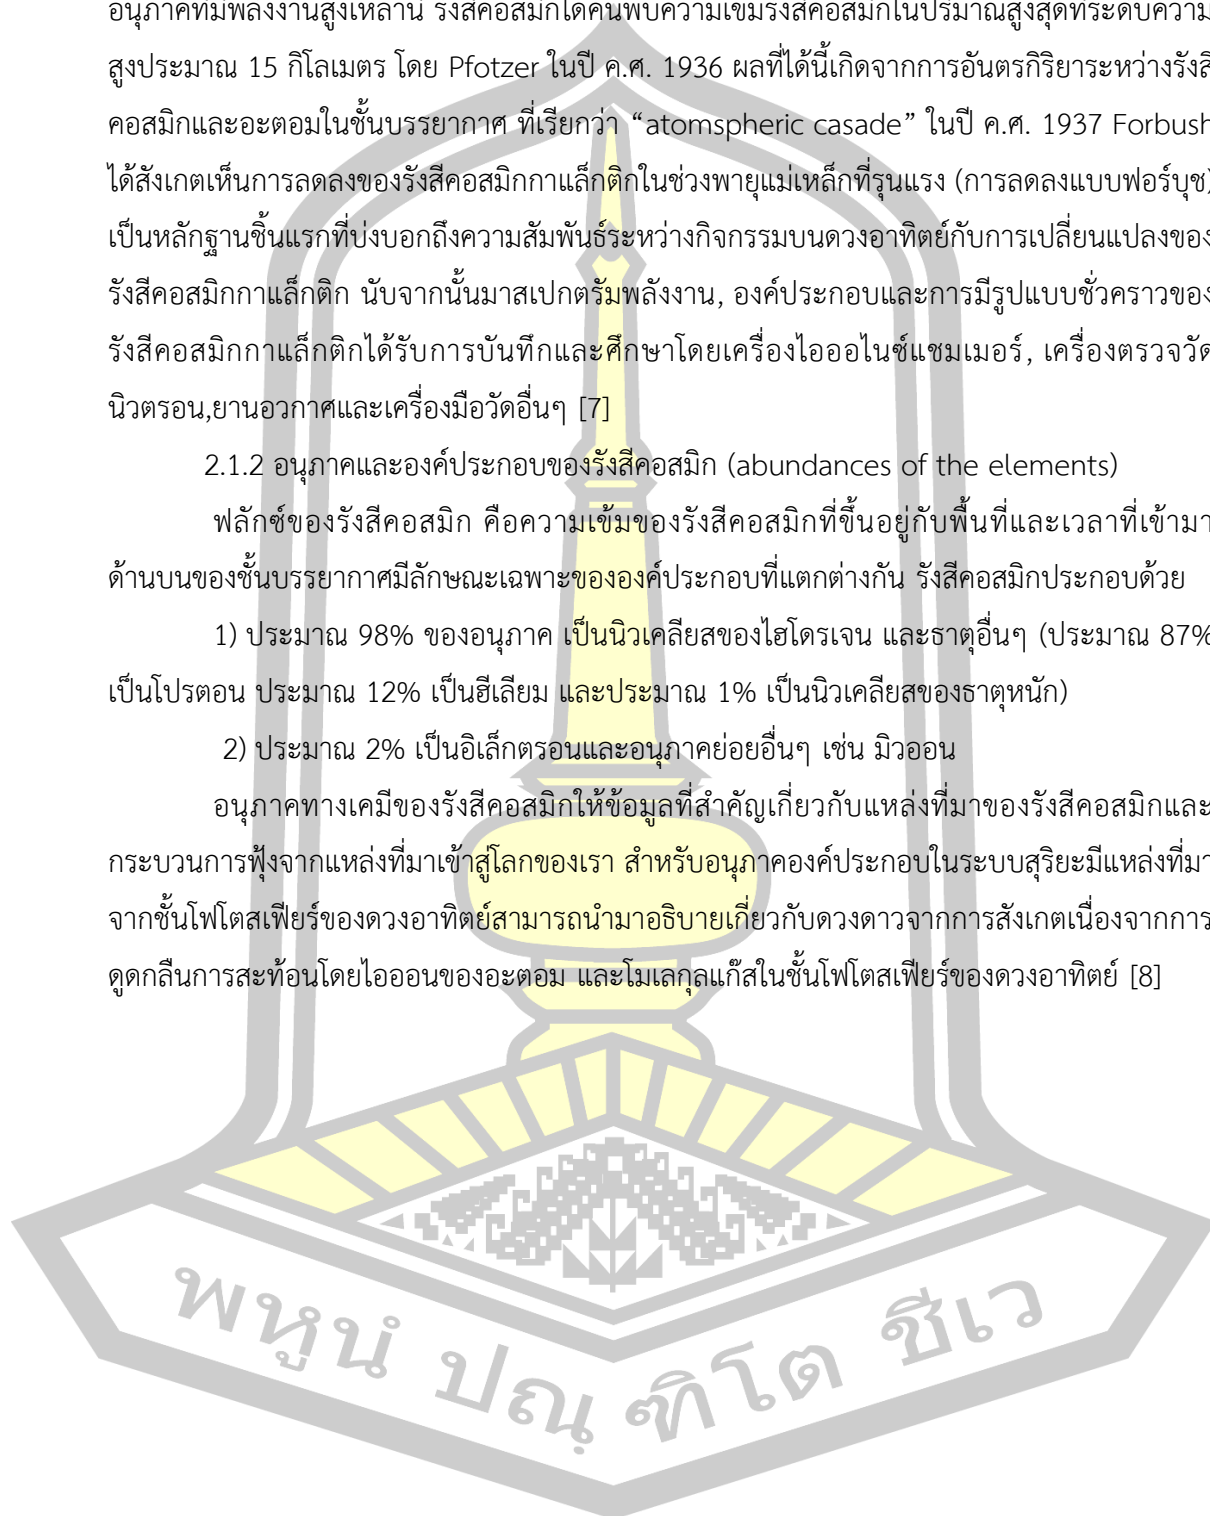 อนุภาคที่มีพลังงานสูงเหล่านี้ รังสีคอสมิกได้ค้นพบความเข้มรังสีคอสมิกในปริมาณสูงสุดที่ระดับความ
สูงประมาณ 15 กิโลเมตร โดย Pfotzer ในปี ค.ศ. 1936 ผลที่ได้นี้เกิดจากการอันตรกิริยาระหว่างรังสี
คอสมิกและอะตอมในชั้นบรรยากาศ ที่เรียกว่า “atomspheric casade” ในปี ค.ศ. 1937 Forbush
ได้สังเกตเห็นการลดลงของรังสีคอสมิกกาแล็กติกในช่วงพายุแม่เหล็กที่รุนแรง (การลดลงแบบฟอร์บุช)
เป็นหลักฐานชิ้นแรกที่บ่งบอกถึงความสัมพันธ์ระหว่างกิจกรรมบนดวงอาทิตย์กับการเปลี่ยนแปลงของ
รังสีคอสมิกกาแล็กติก นับจากนั้นมาสเปกตรัมพลังงาน, องค์ประกอบและการมีรูปแบบชั่วคราวของ
รังสีคอสมิกกาแล็กติกได้รับการบันทึกและศึกษาโดยเครื่องไอออไนซ์แชมเมอร์, เครื่องตรวจวัด
นิวตรอน,ยานอวกาศและเครื่องมือวัดอื่นๆ [7]
2.1.2 อนุภาคและองค์ประกอบของรังสีคอสมิก (abundances of the elements)
ฟลักซ์ของรังสีคอสมิก คือความเข้มของรังสีคอสมิกที่ขึ้นอยู่กับพื้นที่และเวลาที่เข้ามา
ด้านบนของชั้นบรรยากาศมีลักษณะเฉพาะขององค์ประกอบที่แตกต่างกัน รังสีคอสมิกประกอบด้วย
1) ประมาณ 98% ของอนุภาค เป็นนิวเคลียสของไฮโดรเจน และธาตุอื่นๆ (ประมาณ 87%
เป็นโปรตอน ประมาณ 12% เป็นฮีเลียม และประมาณ 1% เป็นนิวเคลียสของธาตุหนัก)
2) ประมาณ 2% เป็นอิเล็กตรอนและอนุภาคย่อยอื่นๆ เช่น มิวออน
อนุภาคทางเคมีของรังสีคอสมิกให้ข้อมูลที่สำคัญเกี่ยวกับแหล่งที่มาของรังสีคอสมิกและ
กระบวนการฟุ้งจากแหล่งที่มาเข้าสู่โลกของเรา สำหรับอนุภาคองค์ประกอบในระบบสุริยะมีแหล่งที่มา
จากชั้นโฟโตสเฟียร์ของดวงอาทิตย์สามารถนำมาอธิบายเกี่ยวกับดวงดาวจากการสังเกตเนื่องจากการ
ดูดกลืนการสะท้อนโดยไอออนของอะตอม และโมเลกุลแก๊สในชั้นโฟโตสเฟียร์ของดวงอาทิตย์ [8]
พหูนํ ปณฺ ฑิโต ชีเว